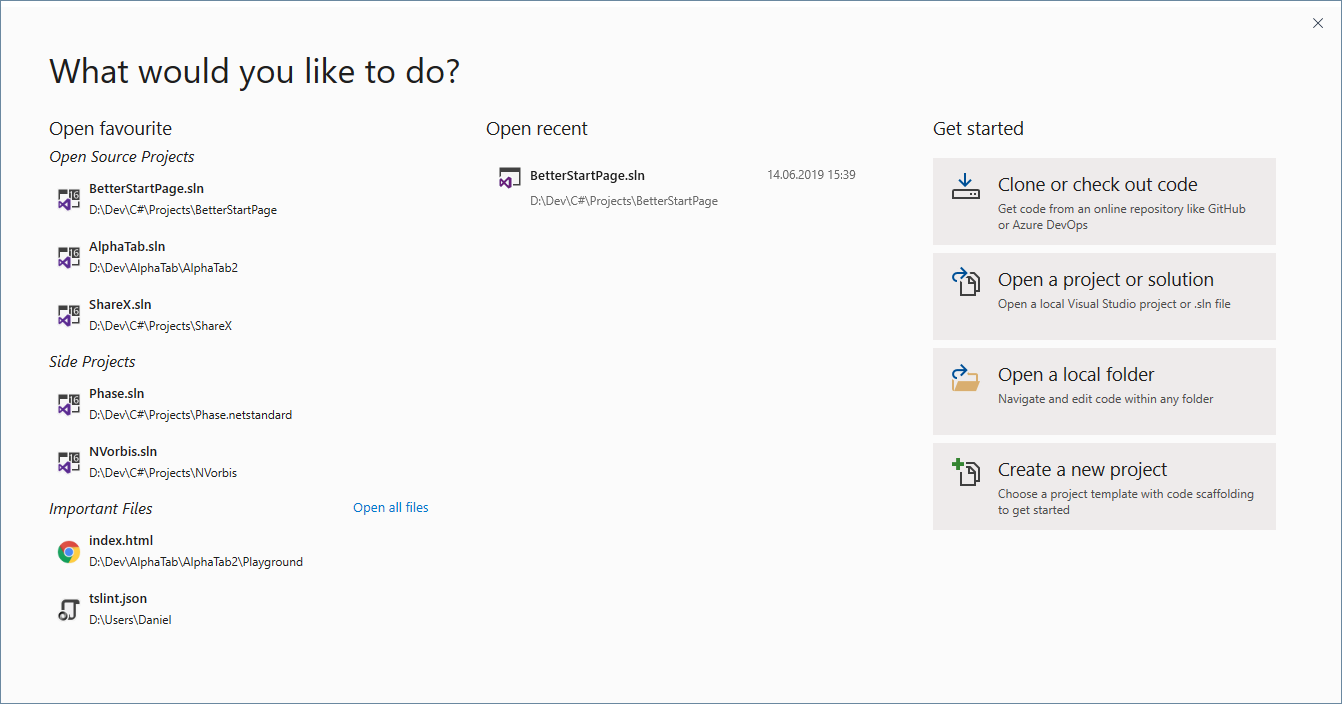 What would you like to do?
Open favourite
Open Source Projects
BetterStartPage.sln
D:\Dev\C#\Projects\BetterStartPage
AlphaTab.sln
D:\Dev\AlphaTab\AlphaTab2
ShareX.sln
D:\Dev\C#\Projects\ShareX
Side Projects
Phase.sln
D:\Dev\C#\Projects\Phase.netstandard
NVorbis.sln
D:\Dev\C#\Projects\NVorbis
Important Files
Open all files
index.html
D:\Dev\AlphaTab\AlphaTab2\Playground
tslint.json
D:\Users\Daniel
Open recent
BetterStartPage.sln
14.06.2019 15:39
D:\Dev\C#\Projects\BetterStartPage
Get started
Clone or check out code
Get code from an online repository like GitHub
or Azure DevOps
Open a project or solution
Open a local Visual Studio project or .sln file
Open a local folder
Navigate and edit code within any folder
Create a new project
Choose a project template with code scaffolding
to get started